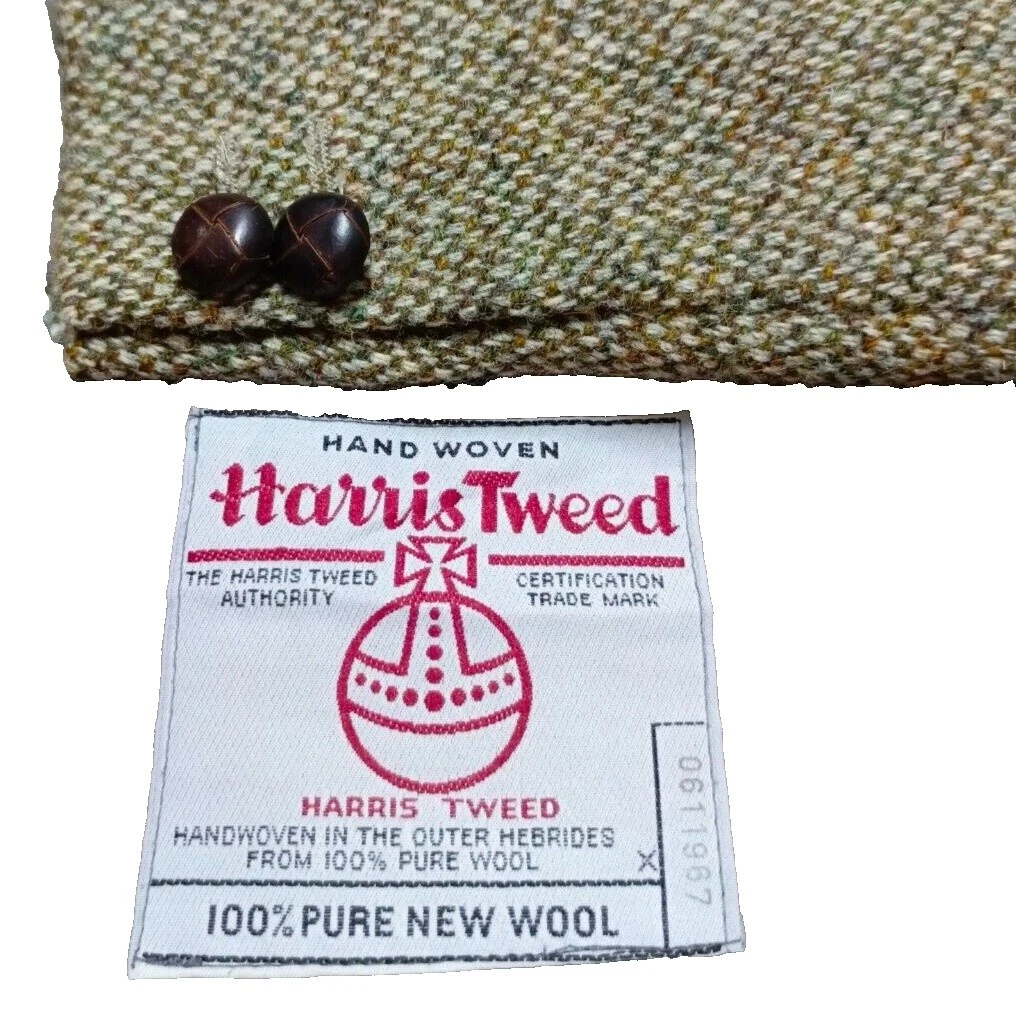 HAND WOVEN
Harris Tweed
THE HARRIS TWEED
AUTHORITY
CERTIFICATION
TRADE MARK
HARRIS TWEED
HANDWOVEN IN THE OUTER HEBRIDES
FROM 100% PURE WOOL
X
100% PURE NEW WOOL
0611967